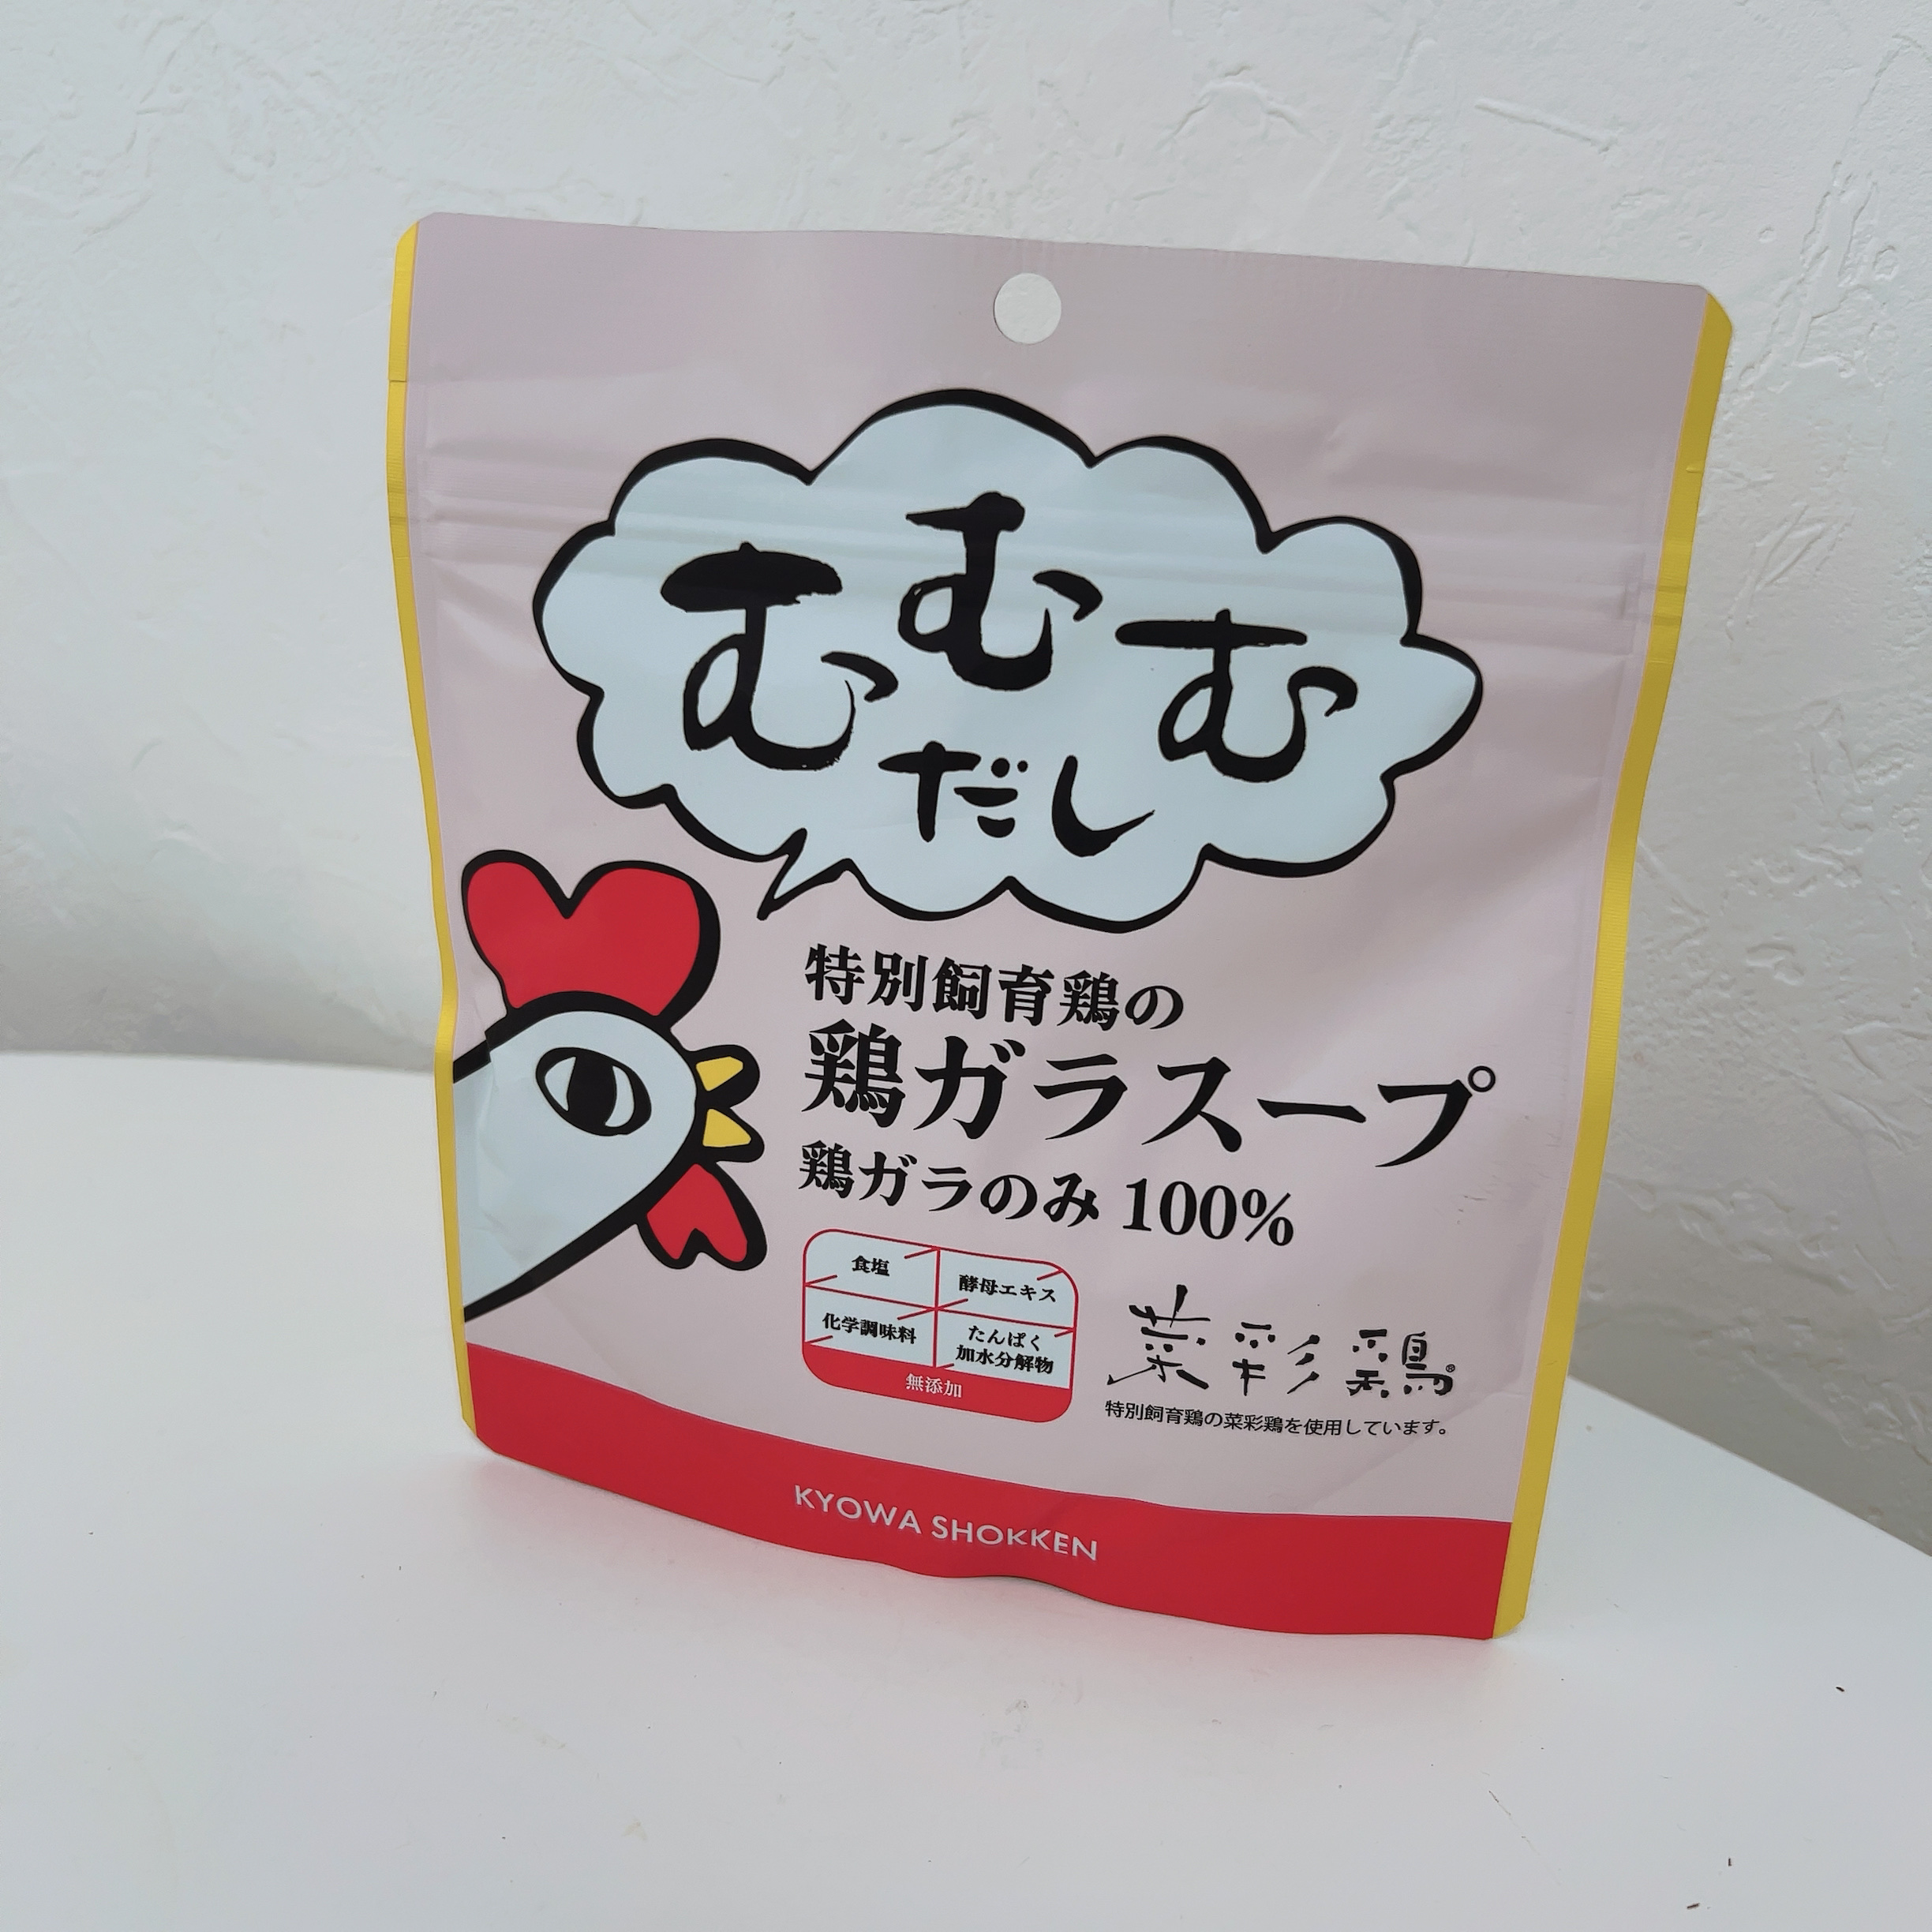 むむむ
だし
特別飼育鶏の
鶏ガラスープ
鶏ガラのみ 100%
食塩
酵母エキス
化学調味料
たんぱく
加水分解物
無添加
菜彩鶏®
特別飼育鶏の菜彩鶏を使用しています。
KYOWA SHOKKEN